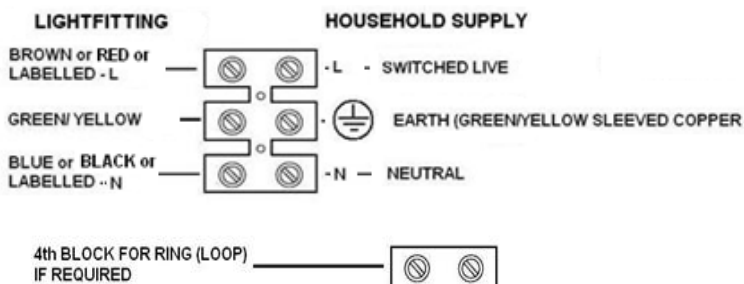 LIGHTFITTING
HOUSEHOLD SUPPLY
BROWN or RED or
LABELLED - L
- L - SWITCHED LIVE
GREEN/ YELLOW
- EARTH (GREEN/YELLOW SLEEVED COPPER
BLUE or BLACK or
LABELLED -- N
- N — NEUTRAL
4th BLOCK FOR RING (LOOP)
IF REQUIRED